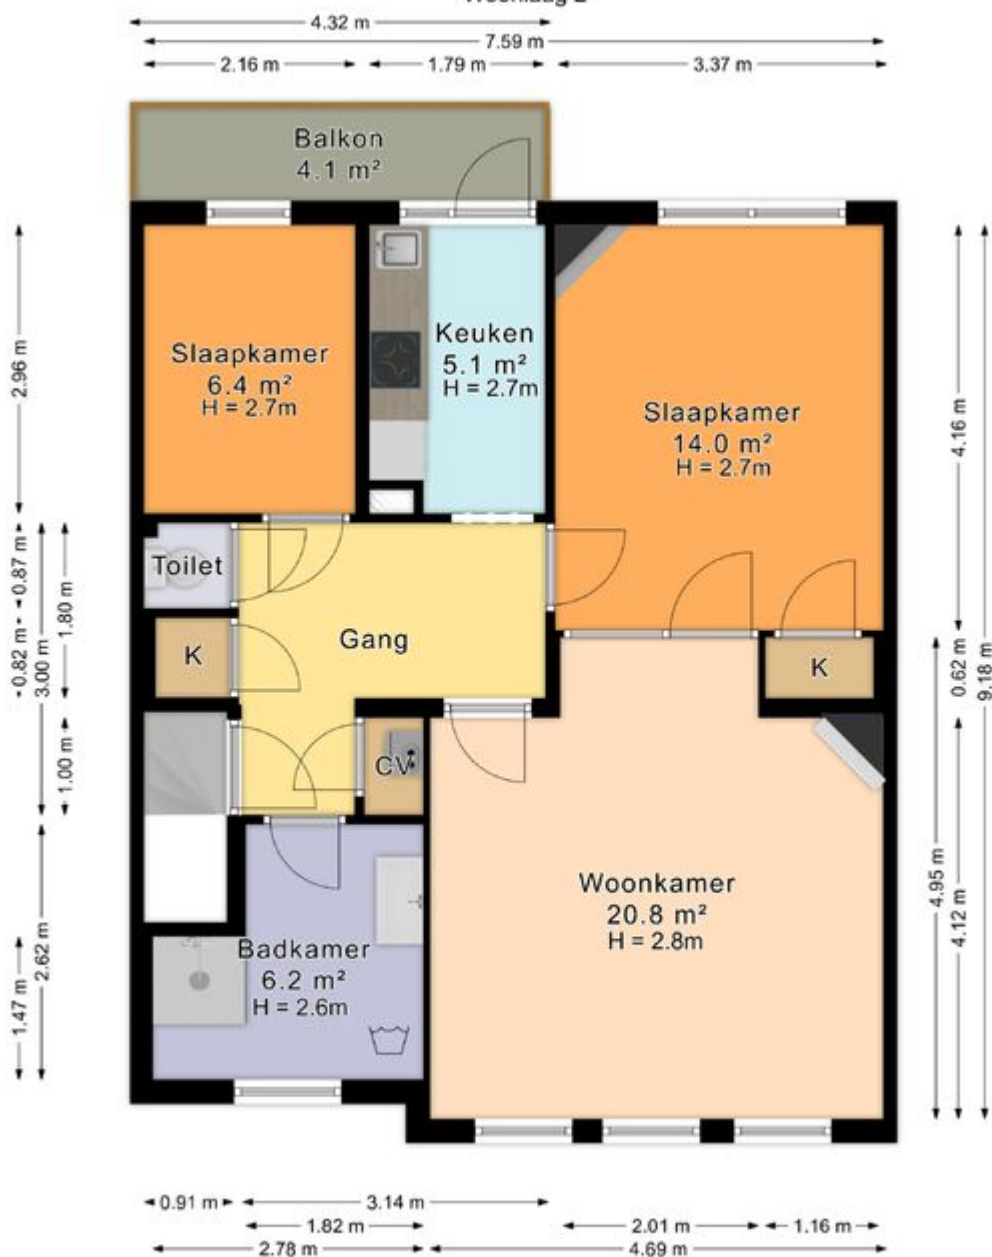 4.32 m
7.59 m
2.16 m
1.79 m
3.37 m
Balkon
4.1 m²
Slaapkamer
6.4 m²
H = 2.7m
Keuken
5.1 m²
H = 2.7m
Slaapkamer
14.0 m²
H = 2.7m
2.96 m
4.16 m
Toilet
0.87 m
1.80 m
K
Gang
K
0.82 m
3.00 m
0.62 m
9.18 m
1.00 m
CV
Woonkamer
20.8 m²
H = 2.8m
4.95 m
4.12 m
Badkamer
6.2 m²
H = 2.6m
2.62 m
1.47 m
0.91 m
3.14 m
1.82 m
2.01 m
1.16 m
2.78 m
4.69 m